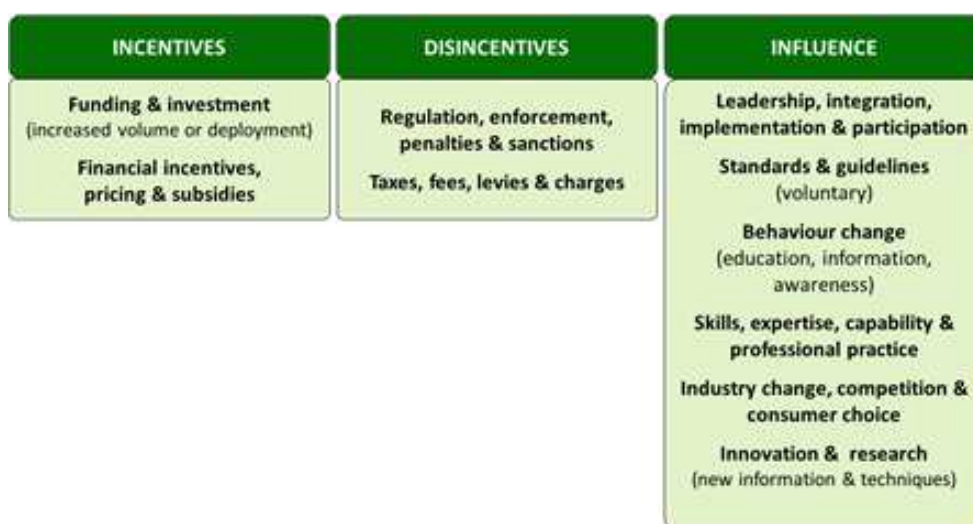 INCENTIVES
Funding & investment
(increased volume or deployment)
Financial incentives,
pricing & subsidies
DISINCENTIVES
Regulation, enforcement,
penalties & sanctions
Taxes, fees, levies & charges
INFLUENCE
Leadership, integration,
implementation & participation
Standards & guidelines
(voluntary)
Behaviour change
(education, information,
awareness)
Skills, expertise, capability &
professional practice
Industry change, competition &
consumer choice
Innovation & research
(new information & techniques)